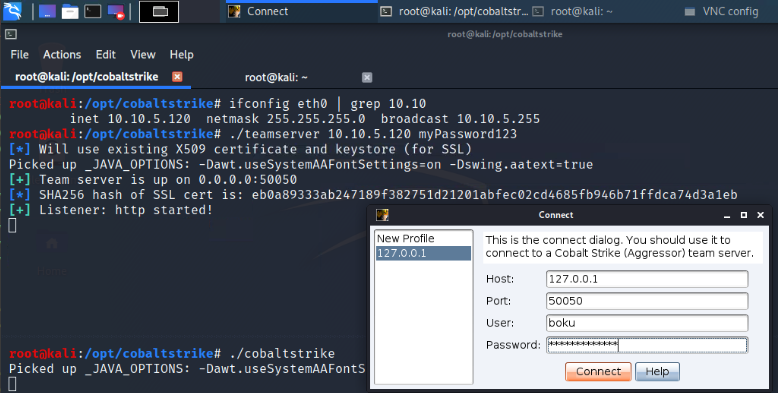 Connect
root@kali:/opt/cobaltstr...
root@kali: ~
VNC config
root@kali:/opt/cobaltstrike
File Actions Edit View Help
root@kali: /opt/cobaltstrike
root@kali: ~
root@kali:/opt/cobaltstrike# ifconfig eth0 | grep 10.10
inet 10.10.5.120 netmask 255.255.255.0 broadcast 10.10.5.255
root@kali:/opt/cobaltstrike# ./teamserver 10.10.5.120 myPassword123
[*] Will use existing X509 certificate and keystore (for SSL)
Picked up _JAVA_OPTIONS: -Dawt.useSystemAAFontSettings=on -Dswing.aatext=true
[+] Team server is up on 0.0.0.0:50050
[*] SHA256 hash of SSL cert is: eb0a89333ab247189f382751d21201abfec02cd4685fb946b71ffdca74d3a1eb
[+] Listener: http started!
Connect
New Profile
127.0.0.1
This is the connect dialog. You should use it to
connect to a Cobalt Strike (Aggressor) team server.
Host: 127.0.0.1
Port: 50050
User: boku
Password: *************
Connect Help
root@kali:/opt/cobaltstrike# ./cobaltstrike
Picked up _JAVA_OPTIONS: -Dawt.useSystemAAFontS